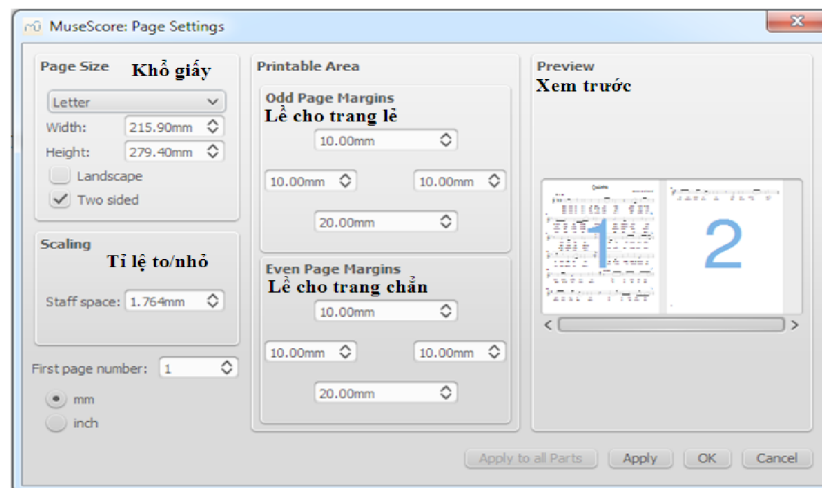 MuseScore: Page Settings
Page Size Khổ giấy
Letter
Width: 215.90mm
Height: 279.40mm
Landscape
Two sided
Scaling
Tỉ lệ to/nhỏ
Staff space: 1.764mm
First page number: 1
mm
inch
Printable Area
Odd Page Margins
Lề cho trang lẻ
10.00mm
10.00mm 10.00mm
20.00mm
Even Page Margins
Lề cho trang chẵn
10.00mm
10.00mm 10.00mm
20.00mm
Preview
Xem trước
1 2
Apply to all Parts Apply OK Cancel